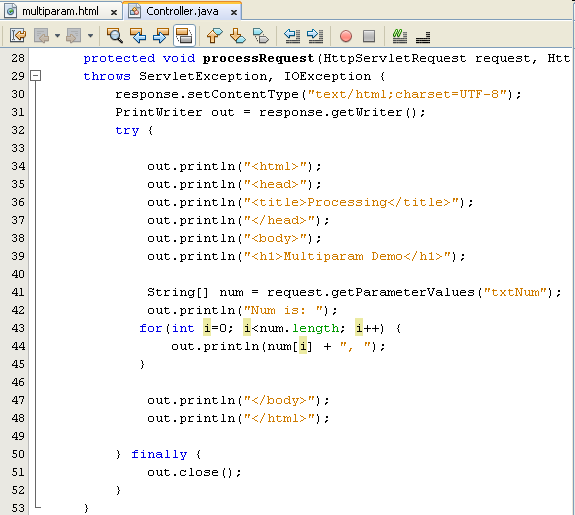 multiparam.html x Controller.java x
28 protected void processRequest(HttpServletRequest request, Htt
29 throws ServletException, IOException {
30 response.setContentType("text/html;charset=UTF-8");
31 PrintWriter out = response.getWriter();
32 try {
33
34 out.println("<html>");
35 out.println("<head>");
36 out.println("<title>Processing</title>");
37 out.println("</head>");
38 out.println("<body>");
39 out.println("<h1>Multiparam Demo</h1>");
40
41 String[] num = request.getParameterValues("txtNum");
42 out.println("Num is: ");
43 for(int i=0; i<num.length; i++) {
44 out.println(num[i] + ", ");
45 }
46
47 out.println("</body>");
48 out.println("</html>");
49
50 } finally {
51 out.close();
52 }
53 }